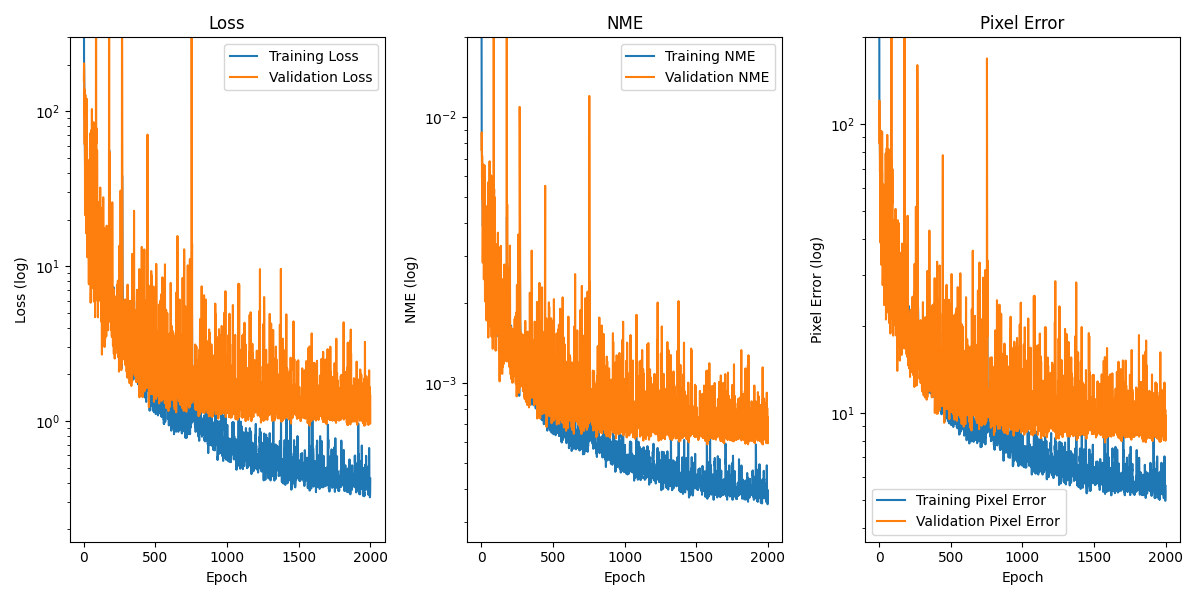 Loss
Loss (log)
10²
10¹
10⁰
Training Loss
Validation Loss
0 500 1000 1500 2000
Epoch
NME
NME (log)
10⁻²
10⁻³
Training NME
Validation NME
0 500 1000 1500 2000
Epoch
Pixel Error
Pixel Error (log)
10²
10¹
Training Pixel Error
Validation Pixel Error
0 500 1000 1500 2000
Epoch